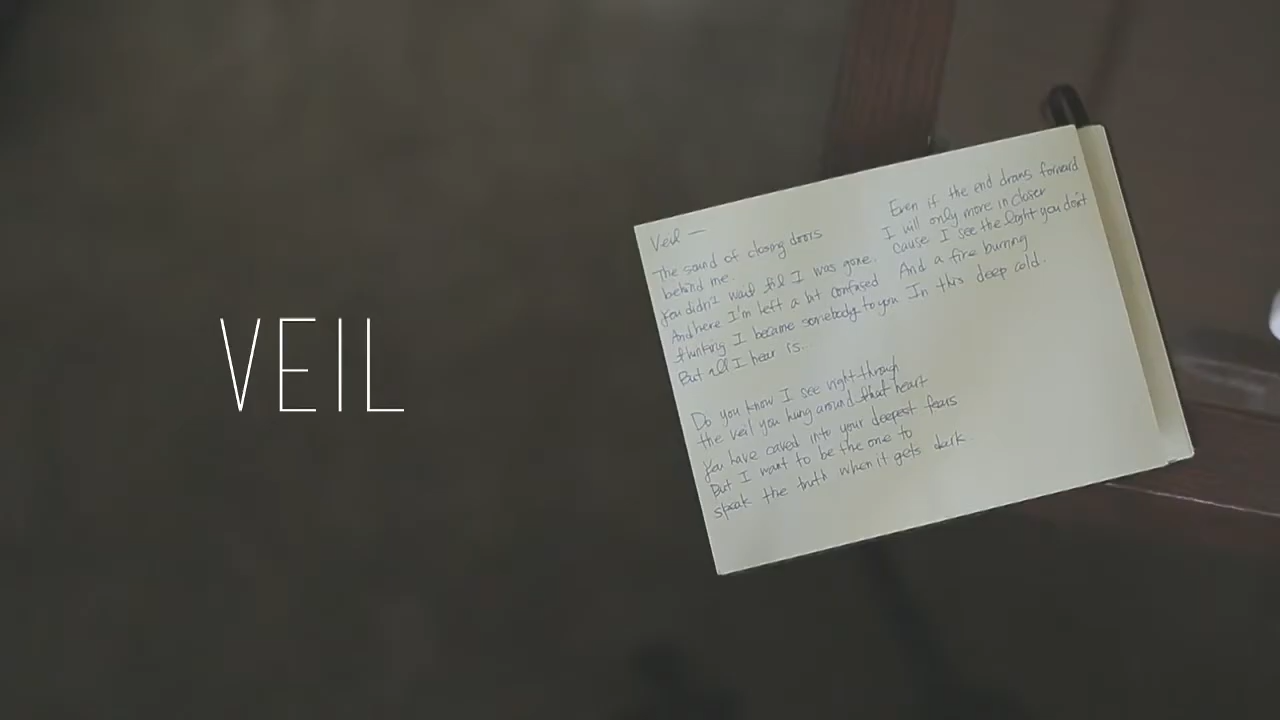 VEIL
Veil —
The sound of closing doors
behind me.
You didn't wait til I was gone.
And here I'm left a bit confused
thinking I became somebody to you
But all I hear is...
Do you know I see right through
the veil you hung around that heart
You have caved into your deepest fears
But I want to be the one to
speak the truth when it gets dark.
Even if the end draws forward
I will only more in closer
cause I see the light you don't
And a fire burning
In this deep cold.